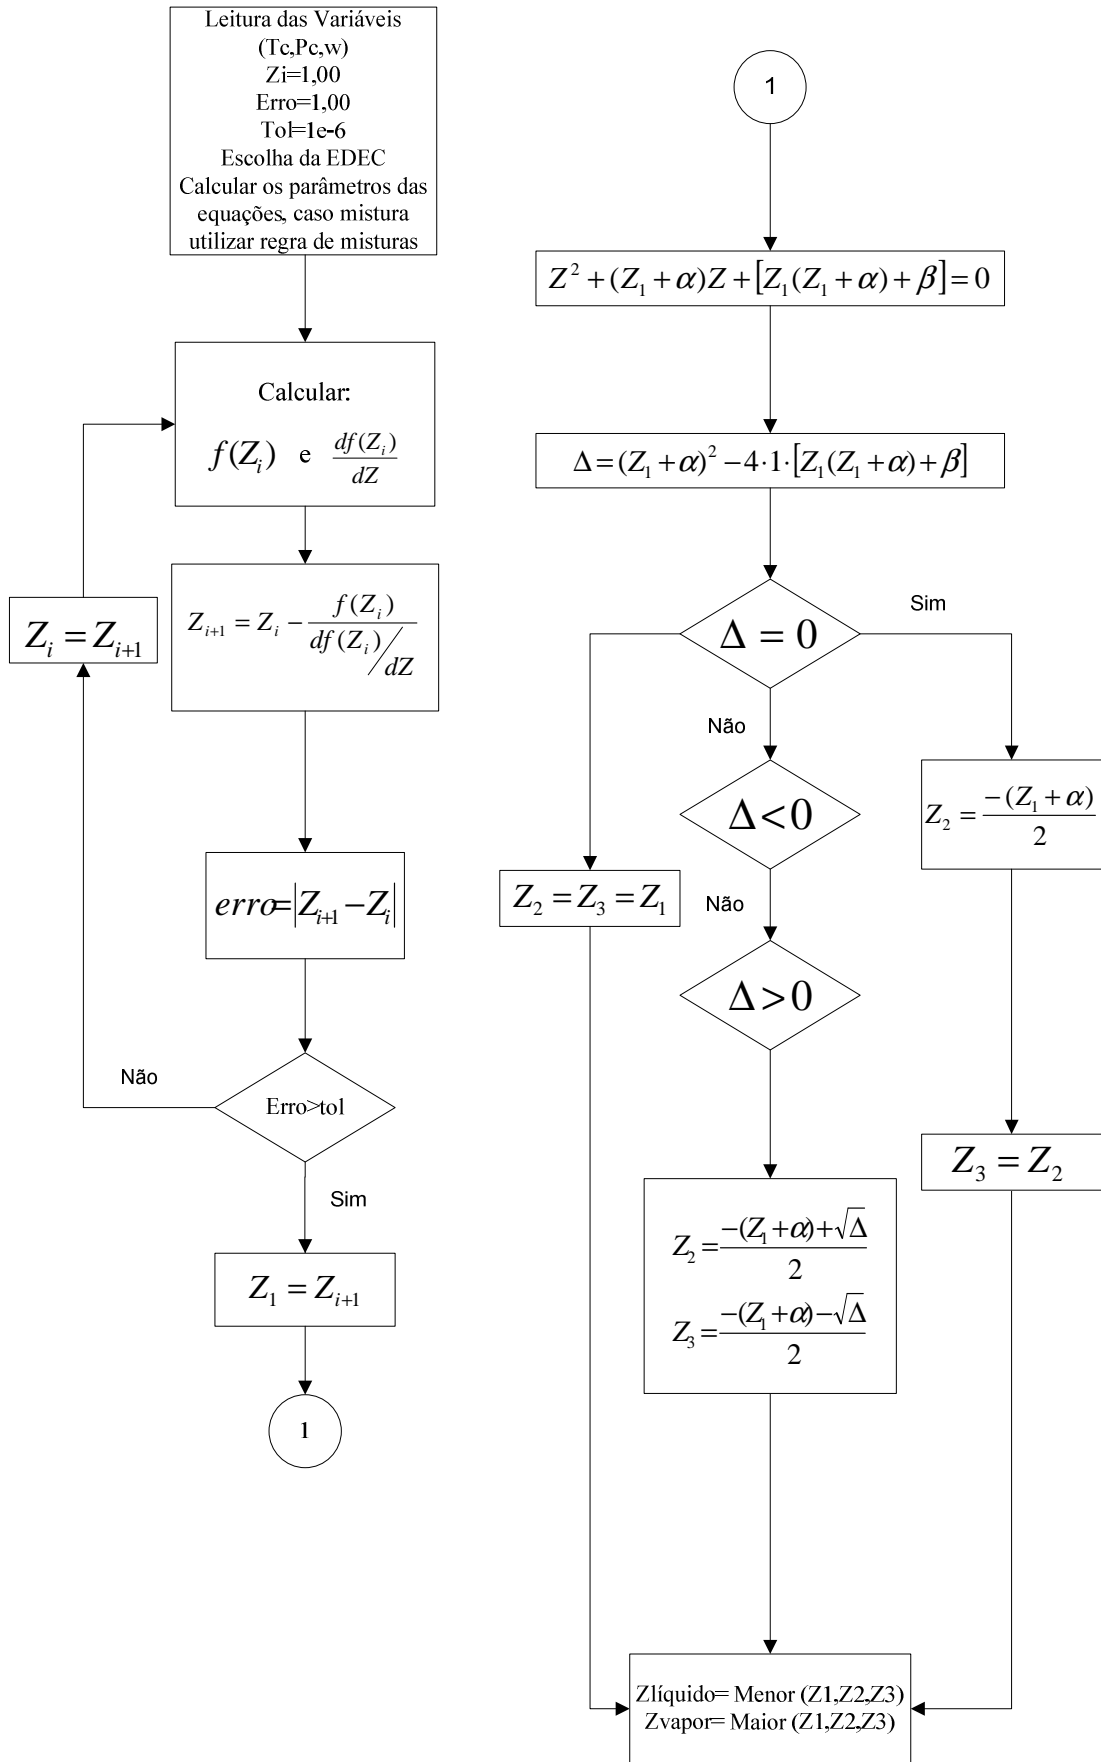 Leitura das Variáveis
(Tc,Pc,w)
Zi=1,00
Erro=1,00
Tol=1e-6
Escolha da EDEC
Calcular os parâmetros das
equações, caso mistura
utilizar regra de misturas
Calcular:
f(Z_i) e df(Z_i)/dZ
Z_{i+1} = Z_i − f(Z_i) / (df(Z_i)/dZ)
Z_i = Z_{i+1}
erro=|Z_{i+1} − Z_i|
Não
Erro>tol
Sim
Z_1 = Z_{i+1}
1
1
Z² + (Z_1 + α)Z + [Z_1(Z_1 + α) + β] = 0
Δ = (Z_1 + α)² − 4·1·[Z_1(Z_1 + α) + β]
Sim
Δ = 0
Não
Δ<0
Z_2 = −(Z_1 + α)/2
Z_2 = Z_3 = Z_1
Não
Δ>0
Z_3 = Z_2
Z_2 = (−(Z_1 + α) + √Δ)/2
Z_3 = (−(Z_1 + α) − √Δ)/2
Zlíquido= Menor (Z1,Z2,Z3)
Zvapor= Maior (Z1,Z2,Z3)